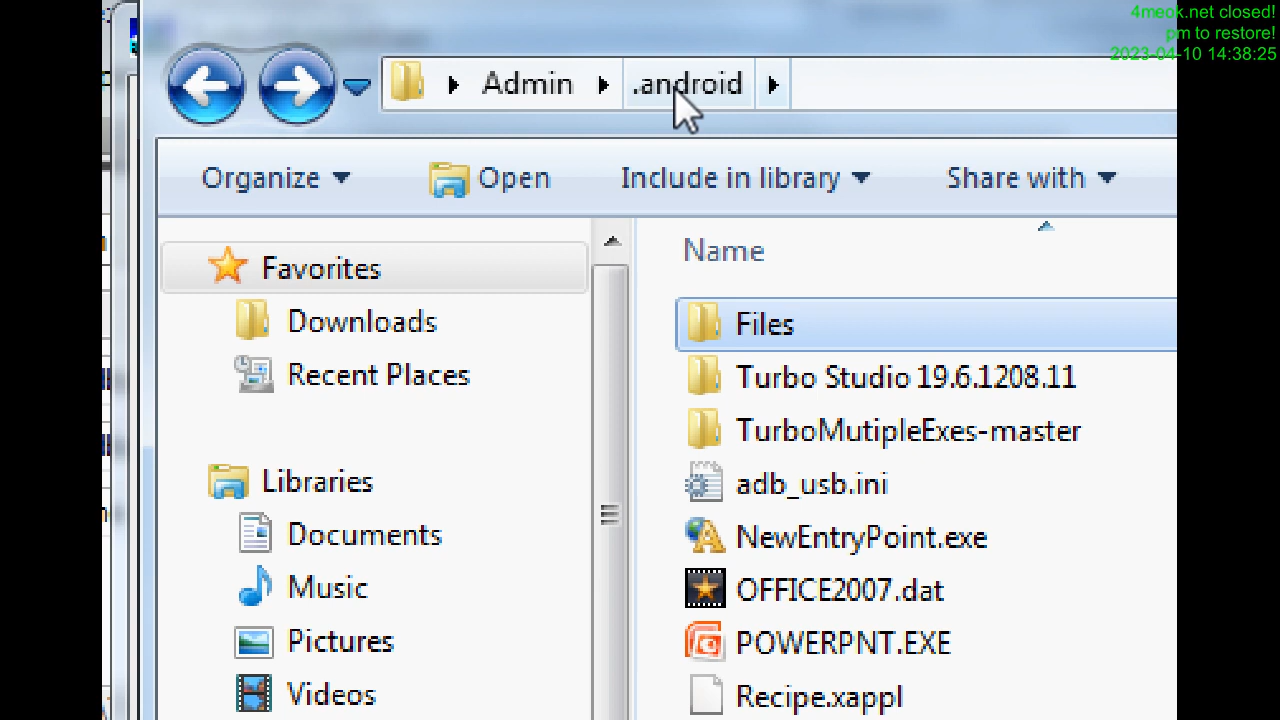 4meok.net closed!
pm to restore!
2023-04-10 14:38:25
Admin .android
Organize Open Include in library Share with
Favorites
Downloads
Recent Places
Libraries
Documents
Music
Pictures
Videos
Name
Files
Turbo Studio 19.6.1208.11
TurboMutipleExes-master
adb_usb.ini
NewEntryPoint.exe
OFFICE2007.dat
POWERPNT.EXE
Recipe.xappl